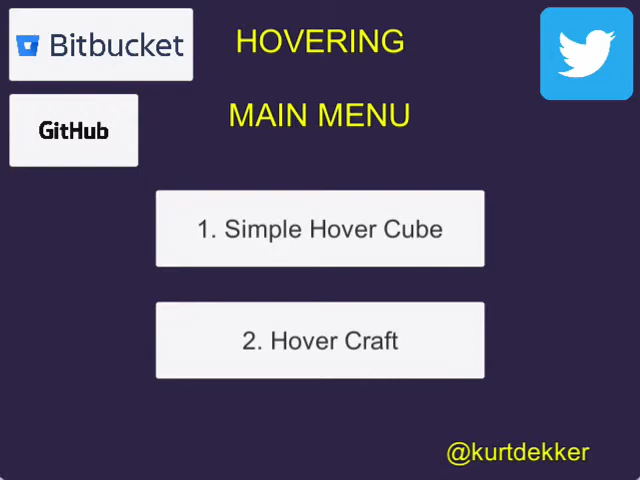 Bitbucket
HOVERING
GitHub
MAIN MENU
1. Simple Hover Cube
2. Hover Craft
@kurtdekker